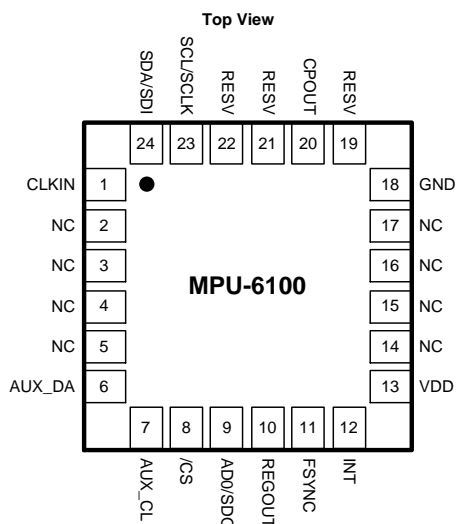 Top View
SDA/SDI
SCL/SCLK
RESV
RESV
CPOUT
RESV
24 23 22 21 20 19
CLKIN 1 18 GND
NC 2 17 NC
NC 3 16 NC
MPU-6100
NC 4 15 NC
NC 5 14 NC
AUX_DA 6 13 VDD
7 8 9 10 11 12
AUX_CL
/CS
AD0/SDO
REGOUT
FSYNC
INT